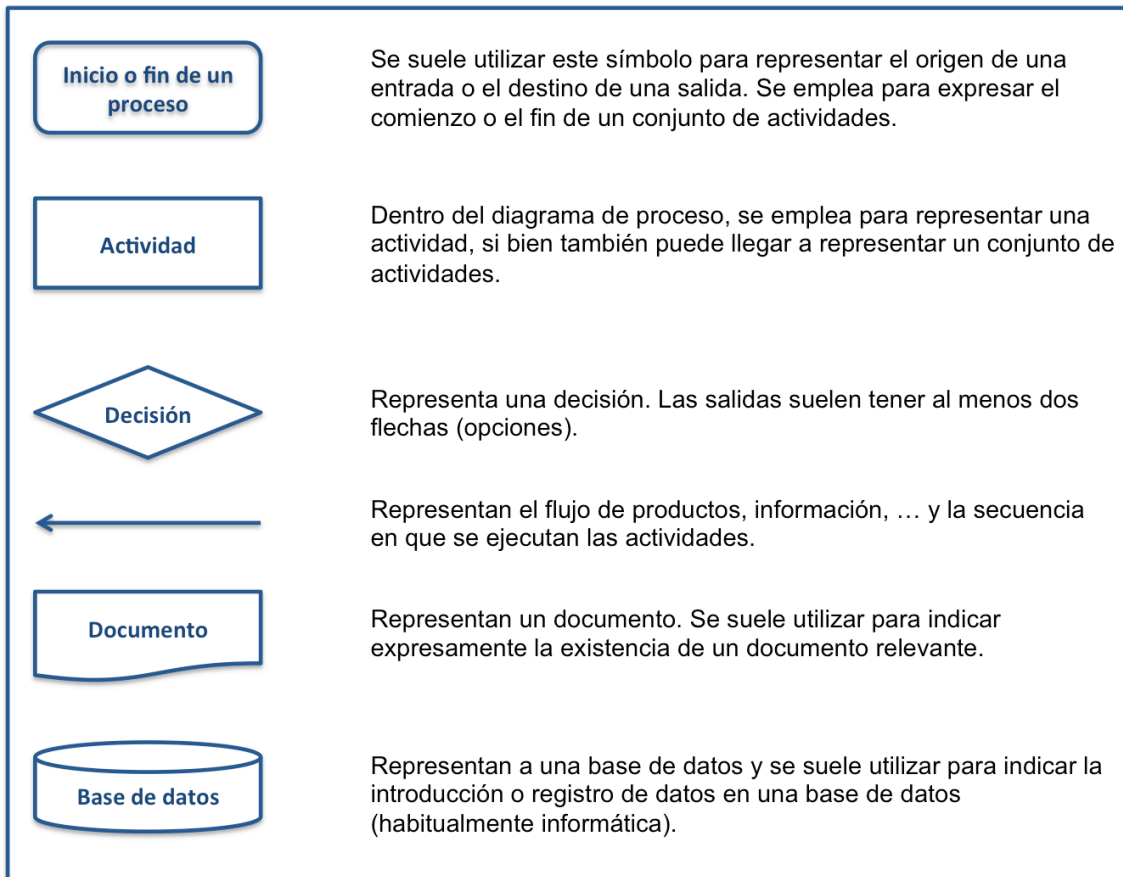 Inicio o fin de un
proceso
Se suele utilizar este símbolo para representar el origen de una
entrada o el destino de una salida. Se emplea para expresar el
comienzo o el fin de un conjunto de actividades.
Actividad
Dentro del diagrama de proceso, se emplea para representar una
actividad, si bien también puede llegar a representar un conjunto de
actividades.
Decisión
Representa una decisión. Las salidas suelen tener al menos dos
flechas (opciones).
Representan el flujo de productos, información, … y la secuencia
en que se ejecutan las actividades.
Documento
Representan un documento. Se suele utilizar para indicar
expresamente la existencia de un documento relevante.
Base de datos
Representan a una base de datos y se suele utilizar para indicar la
introducción o registro de datos en una base de datos
(habitualmente informática).